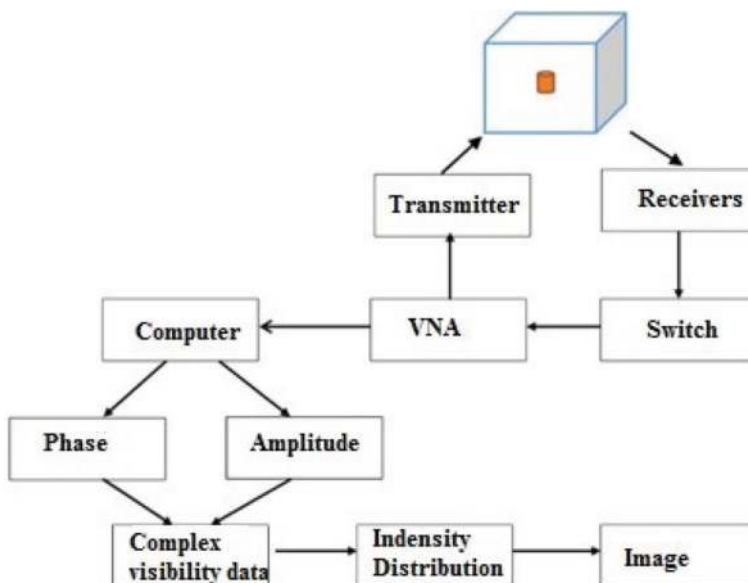 Transmitter
Receivers
Computer
VNA
Switch
Phase
Amplitude
Complex
visibility data
Indensity
Distribution
Image